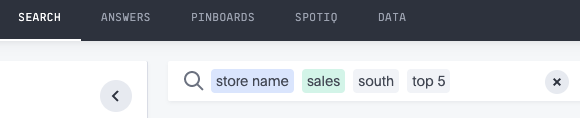 SEARCH ANSWERS PINBOARDS SPOTIQ DATA
store name sales south top 5